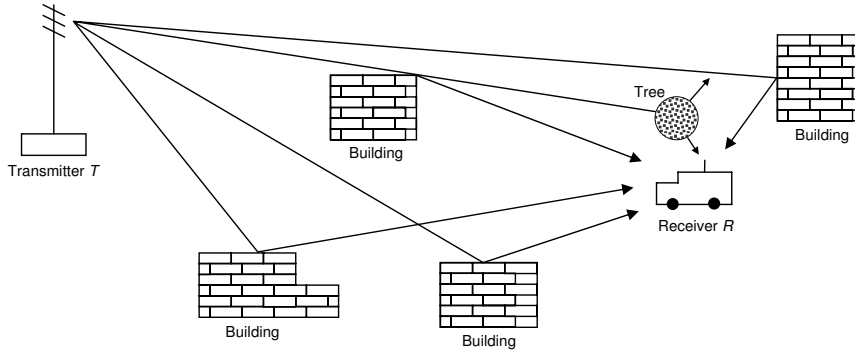 Tree
Building
Building
Transmitter T
Receiver R
Building
Building